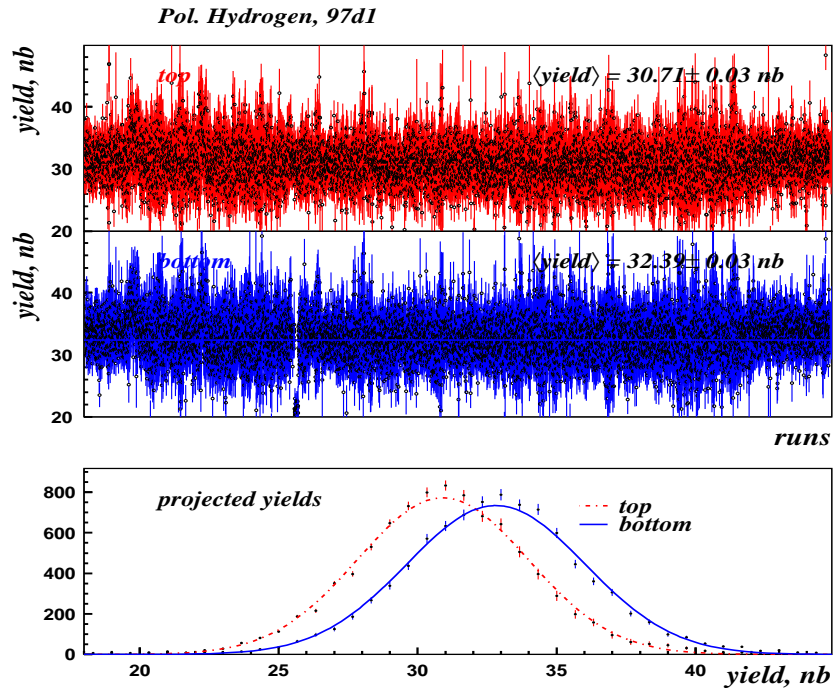 Pol. Hydrogen, 97d1
yield, nb
top
⟨yield⟩ = 30.71± 0.03 nb
40
30
20
yield, nb
bottom
⟨yield⟩ = 32.39± 0.03 nb
40
30
20
runs
projected yields
top
bottom
800
600
400
200
0
20 25 30 35 40
yield, nb